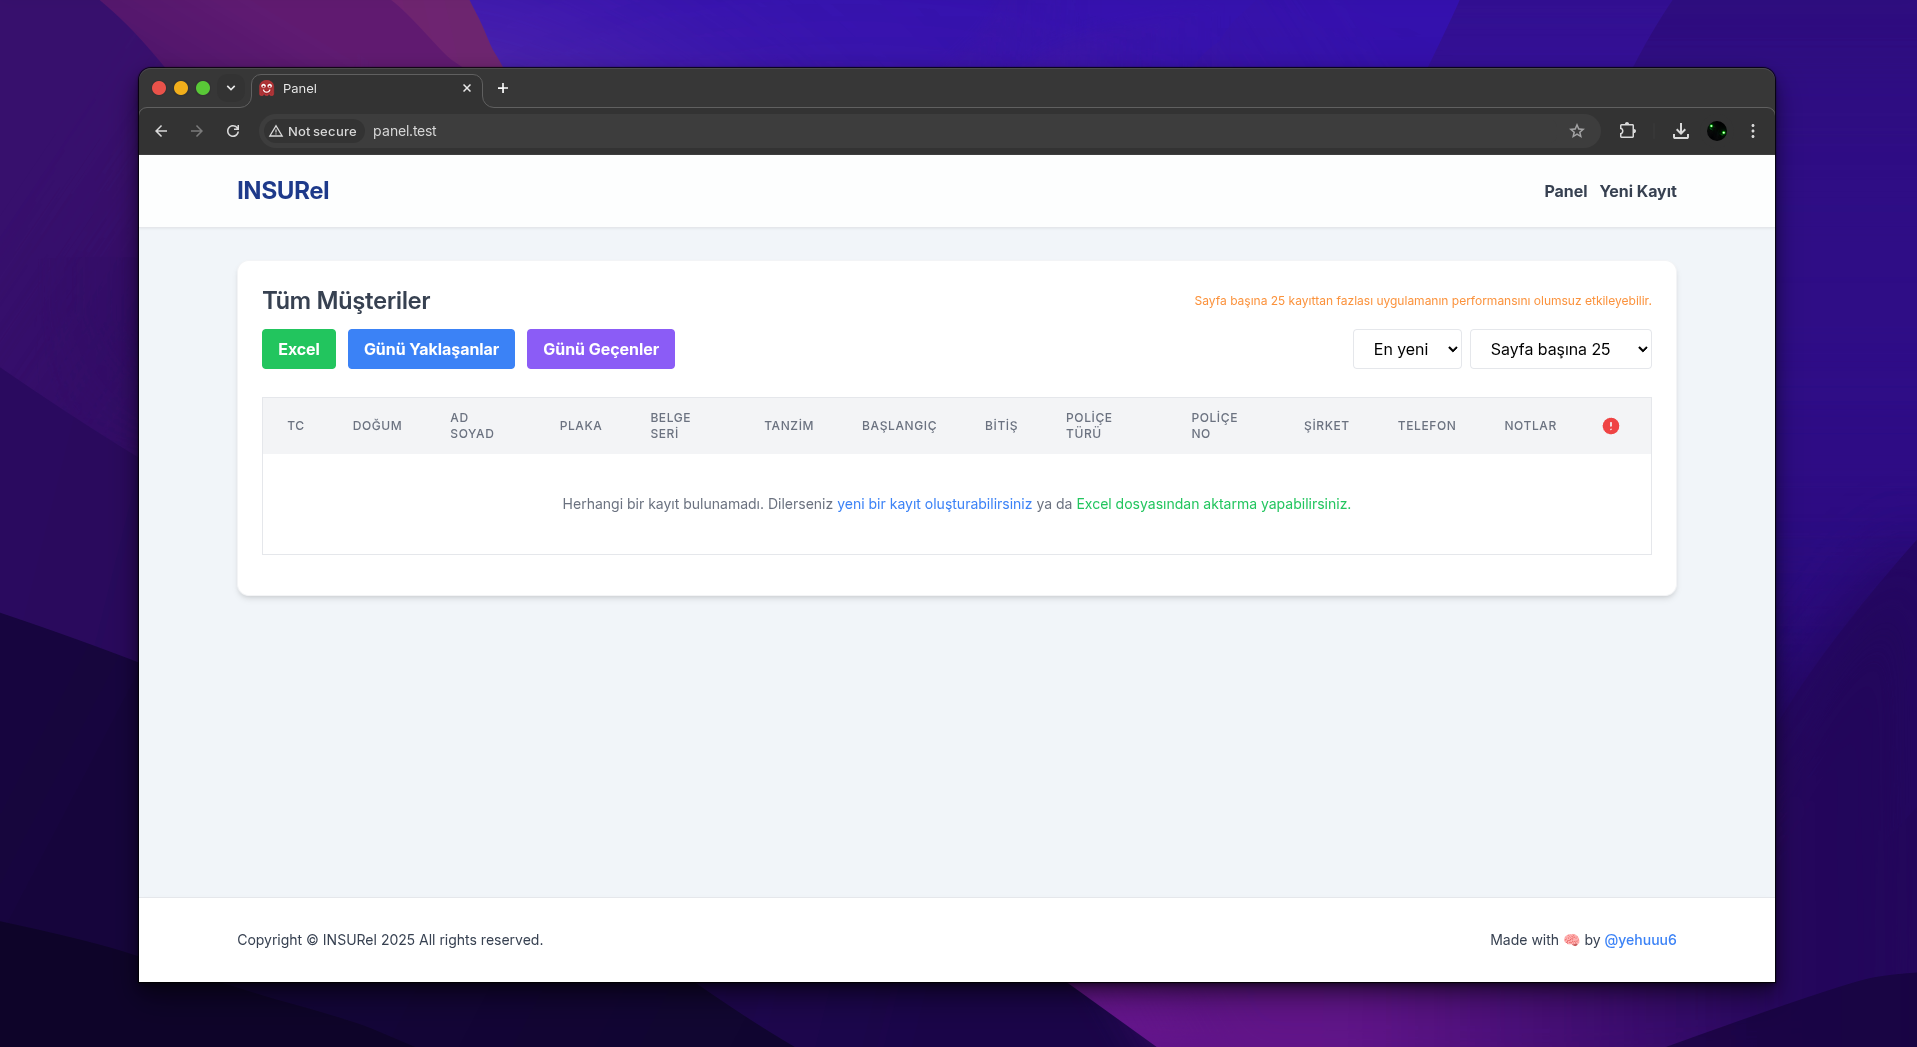 Panel
Not secure
panel.test
INSURel
Panel Yeni Kayıt
Tüm Müşteriler
Sayfa başına 25 kayıttan fazlası uygulamanın performansını olumsuz etkileyebilir.
Excel Günü Yaklaşanlar Günü Geçenler
En yeni Sayfa başına 25
TC DOĞUM AD SOYAD PLAKA BELGE SERİ TANZİM BAŞLANGIÇ BİTİŞ POLİÇE TÜRÜ POLİÇE NO ŞİRKET TELEFON NOTLAR
Herhangi bir kayıt bulunamadı. Dilerseniz yeni bir kayıt oluşturabilirsiniz ya da Excel dosyasından aktarma yapabilirsiniz.
Copyright © INSURel 2025 All rights reserved.
Made with 🧠 by @yehuuu6